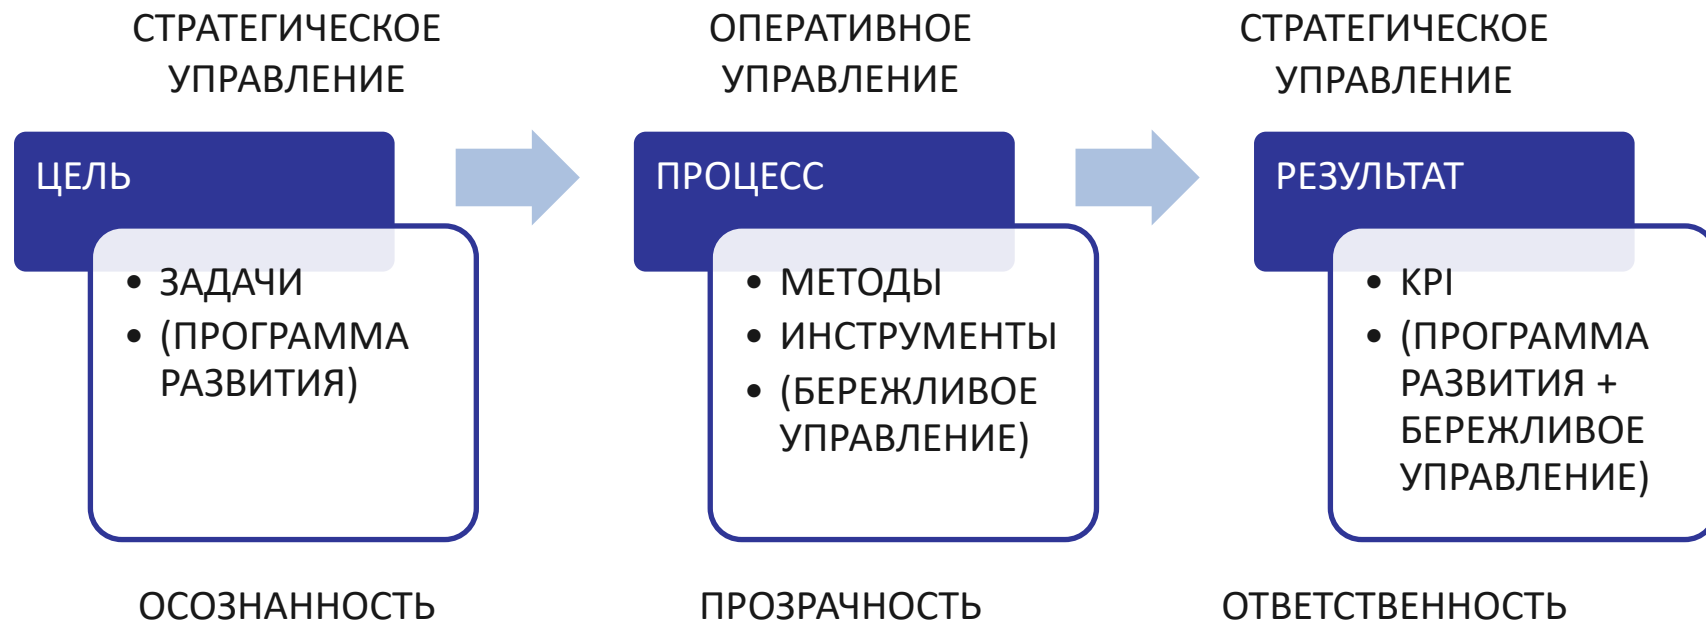 СТРАТЕГИЧЕСКОЕ
УПРАВЛЕНИЕ
ЦЕЛЬ
• ЗАДАЧИ
• (ПРОГРАММА
РАЗВИТИЯ)
ОСОЗНАННОСТЬ
ОПЕРАТИВНОЕ
УПРАВЛЕНИЕ
ПРОЦЕСС
• МЕТОДЫ
• ИНСТРУМЕНТЫ
• (БЕРЕЖЛИВОЕ
УПРАВЛЕНИЕ)
ПРОЗРАЧНОСТЬ
СТРАТЕГИЧЕСКОЕ
УПРАВЛЕНИЕ
РЕЗУЛЬТАТ
• KPI
• (ПРОГРАММА
РАЗВИТИЯ +
БЕРЕЖЛИВОЕ
УПРАВЛЕНИЕ)
ОТВЕТСТВЕННОСТЬ